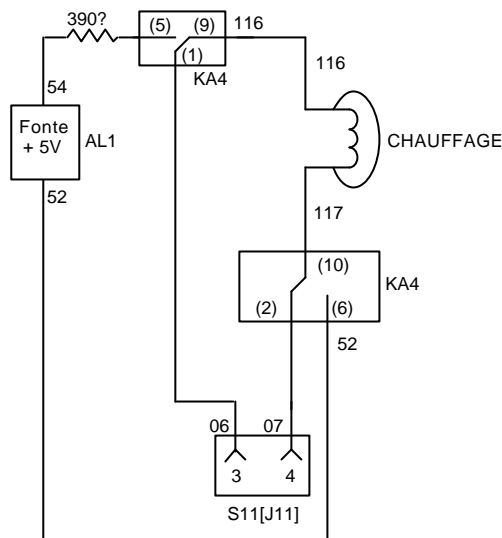 390?
(5)
(9)
116
(1)
KA4
54
116
Fonte
+ 5V
AL1
CHAUFFAGE
52
117
(10)
KA4
(2)
(6)
52
06
07
3
4
S11[J11]